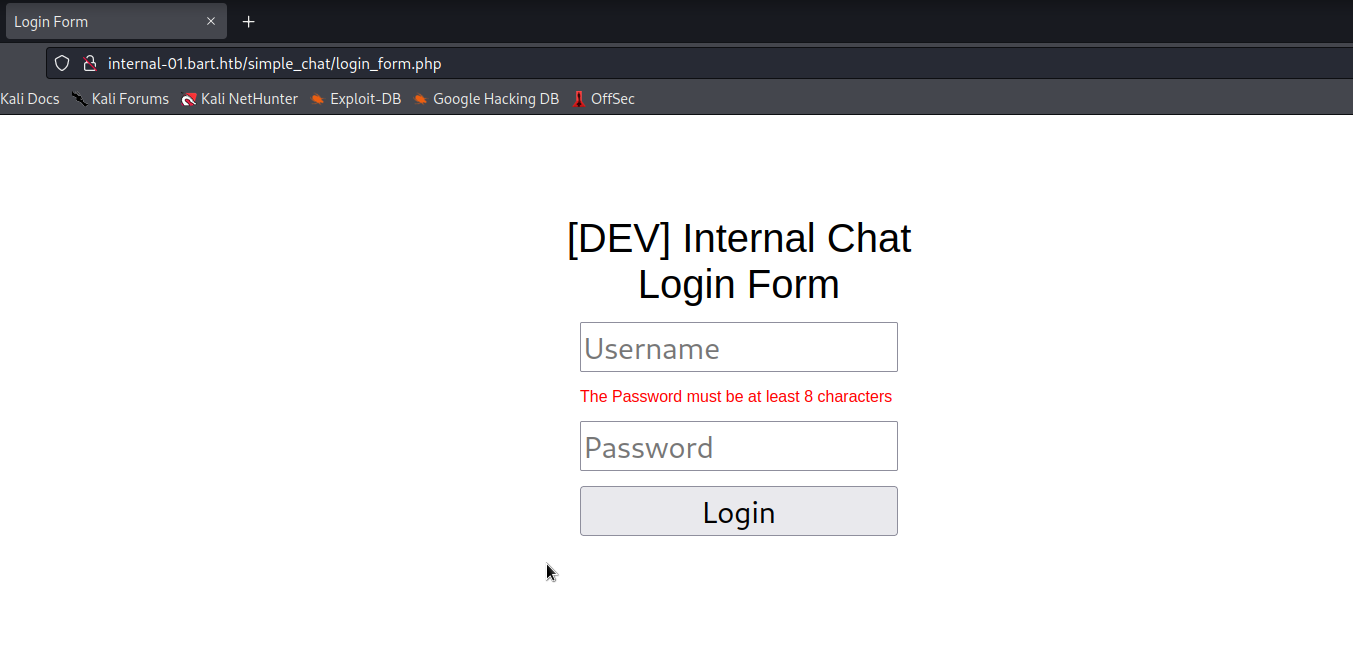 Login Form
internal-01.bart.htb/simple_chat/login_form.php
Kali Docs Kali Forums Kali NetHunter Exploit-DB Google Hacking DB OffSec
[DEV] Internal Chat
Login Form
Username
The Password must be at least 8 characters
Password
Login